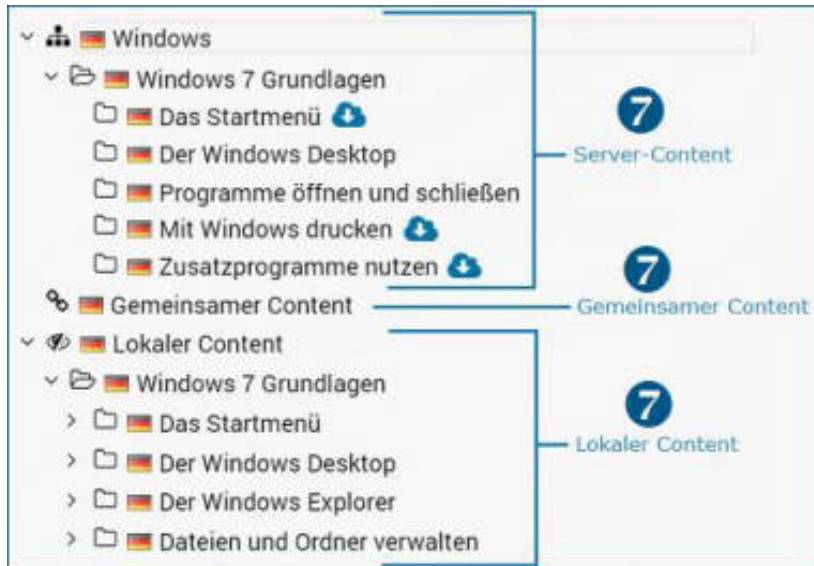 Windows
Windows 7 Grundlagen
Das Startmenü
7
Der Windows Desktop
Server-Content
Programme öffnen und schließen
Mit Windows drucken
Zusatzprogramme nutzen
7
Gemeinsamer Content
Gemeinsamer Content
Lokaler Content
Windows 7 Grundlagen
7
Das Startmenü
Lokaler Content
Der Windows Desktop
Der Windows Explorer
Dateien und Ordner verwalten